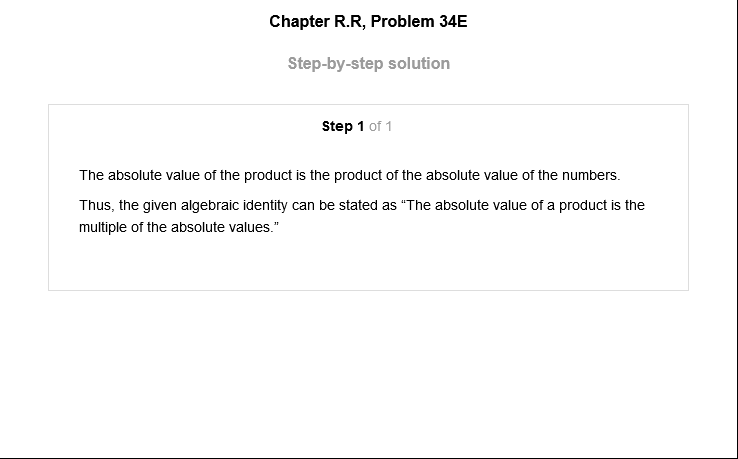 Chapter R.R, Problem 34E
Step-by-step solution
Step 1 of 1
The absolute value of the product is the product of the absolute value of the numbers.
Thus, the given algebraic identity can be stated as “The absolute value of a product is the
multiple of the absolute values.”